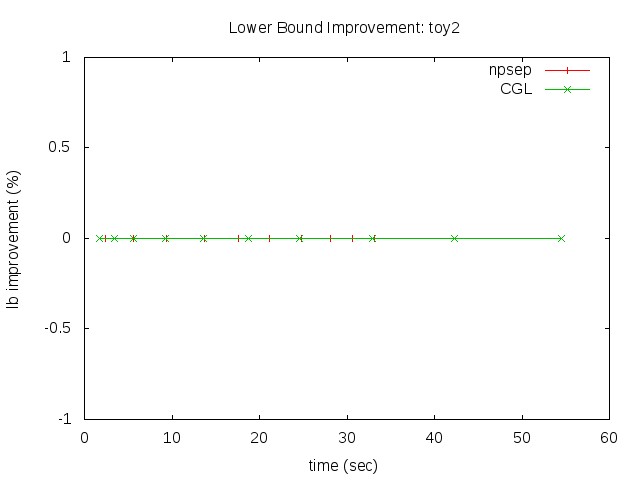 Lower Bound Improvement: toy2
1
npsep
CGL
0.5
lb improvement (%)
0
-0.5
-1
0 10 20 30 40 50 60
time (sec)